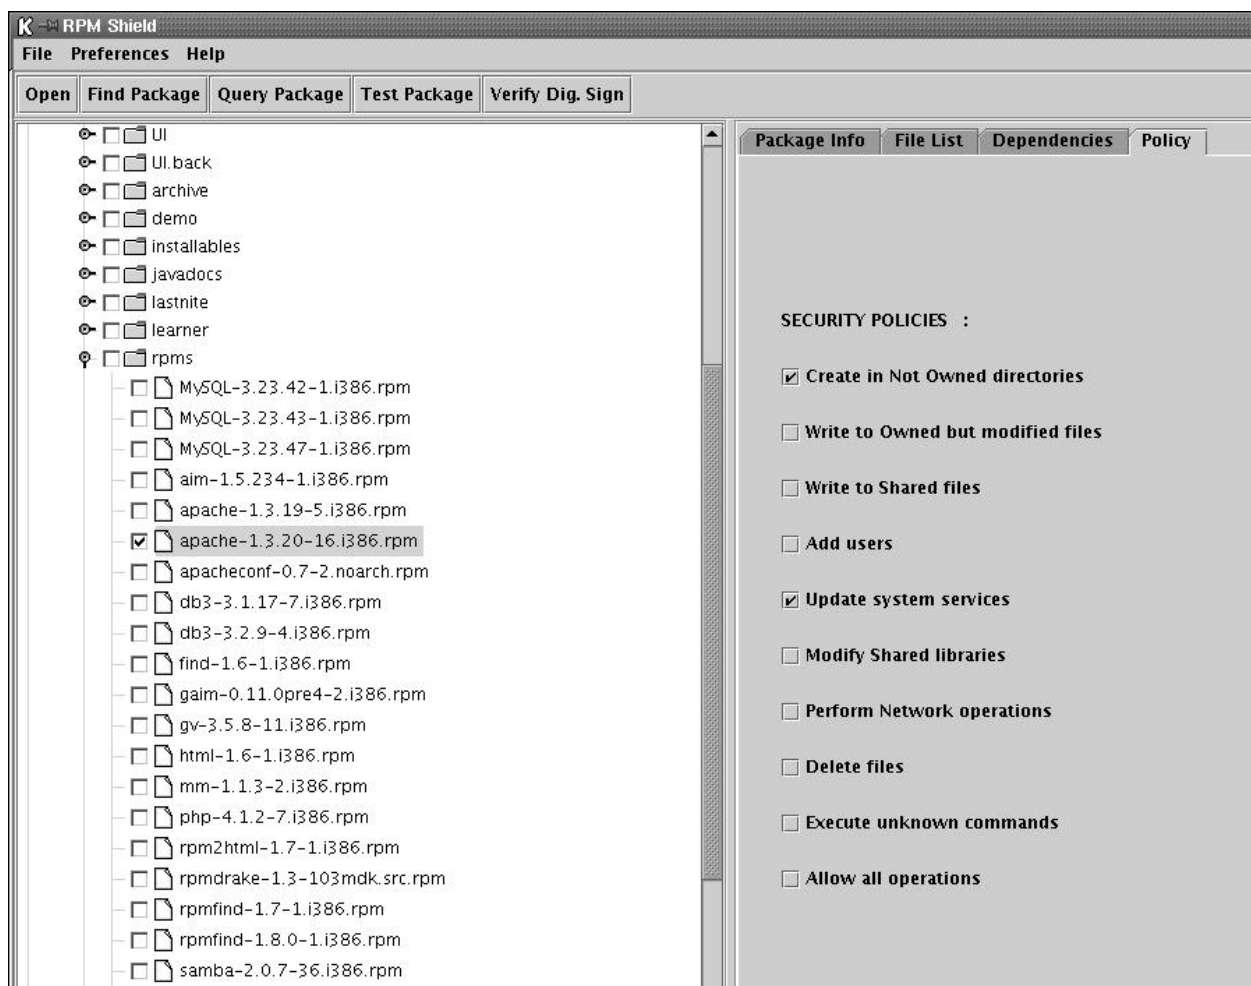 RPM Shield
File Preferences Help
Open Find Package Query Package Test Package Verify Dig. Sign
UI
UI.back
archive
demo
installables
javadocs
lastnite
learner
rpms
MySQL-3.23.42-1.i386.rpm
MySQL-3.23.43-1.i386.rpm
MySQL-3.23.47-1.i386.rpm
aim-1.5.234-1.i386.rpm
apache-1.3.19-5.i386.rpm
apache-1.3.20-16.i386.rpm
apacheconf-0.7-2.noarch.rpm
db3-3.1.17-7.i386.rpm
db3-3.2.9-4.i386.rpm
find-1.6-1.i386.rpm
gaim-0.11.0pre4-2.i386.rpm
gv-3.5.8-11.i386.rpm
html-1.6-1.i386.rpm
mm-1.1.3-2.i386.rpm
php-4.1.2-7.i386.rpm
rpm2html-1.7-1.i386.rpm
rpmdrake-1.3-103mdk.src.rpm
rpmfind-1.7-1.i386.rpm
rpmfind-1.8.0-1.i386.rpm
samba-2.0.7-36.i386.rpm
Package Info File List Dependencies Policy
SECURITY POLICIES :
Create in Not Owned directories
Write to Owned but modified files
Write to Shared files
Add users
Update system services
Modify Shared libraries
Perform Network operations
Delete files
Execute unknown commands
Allow all operations